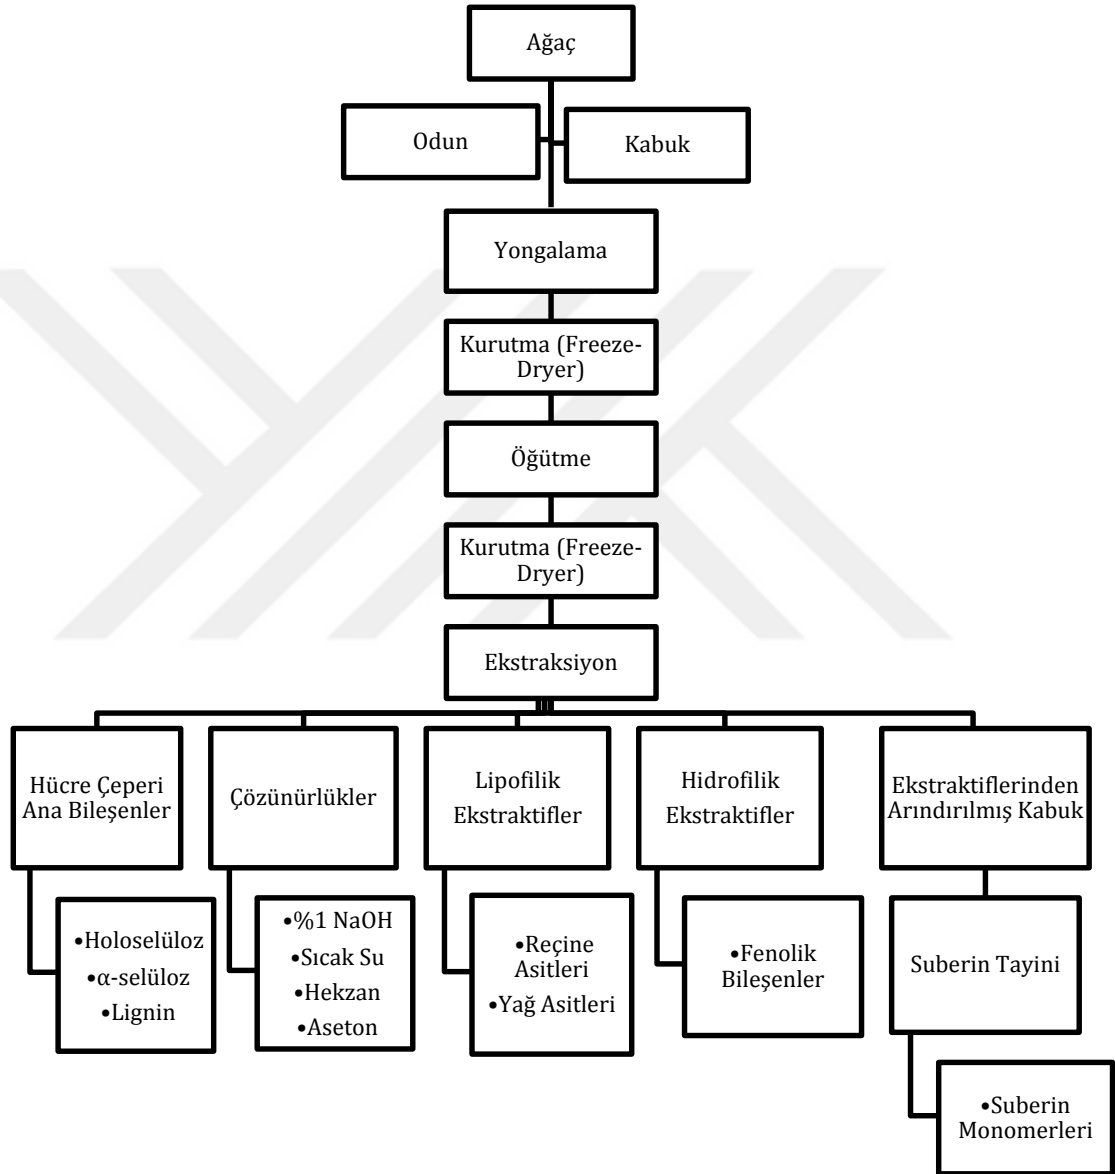 Ağaç
Odun
Kabuk
Yongalama
Kurutma (Freeze-
Dryer)
Öğütme
Kurutma (Freeze-
Dryer)
Ekstraksiyon
Hücre Çeperi
Ana Bileşenler
Çözünürlükler
Lipofilik
Ekstraktifler
Hidrofilik
Ekstraktifler
Ekstraktiflerinden
Arındırılmış Kabuk
•Holoselüloz
•α-selüloz
•Lignin
•%1 NaOH
•Sıcak Su
•Hekzan
•Aseton
•Reçine
Asitleri
•Yağ Asitleri
•Fenolik
Bileşenler
Suberin Tayini
•Suberin
Monomerleri